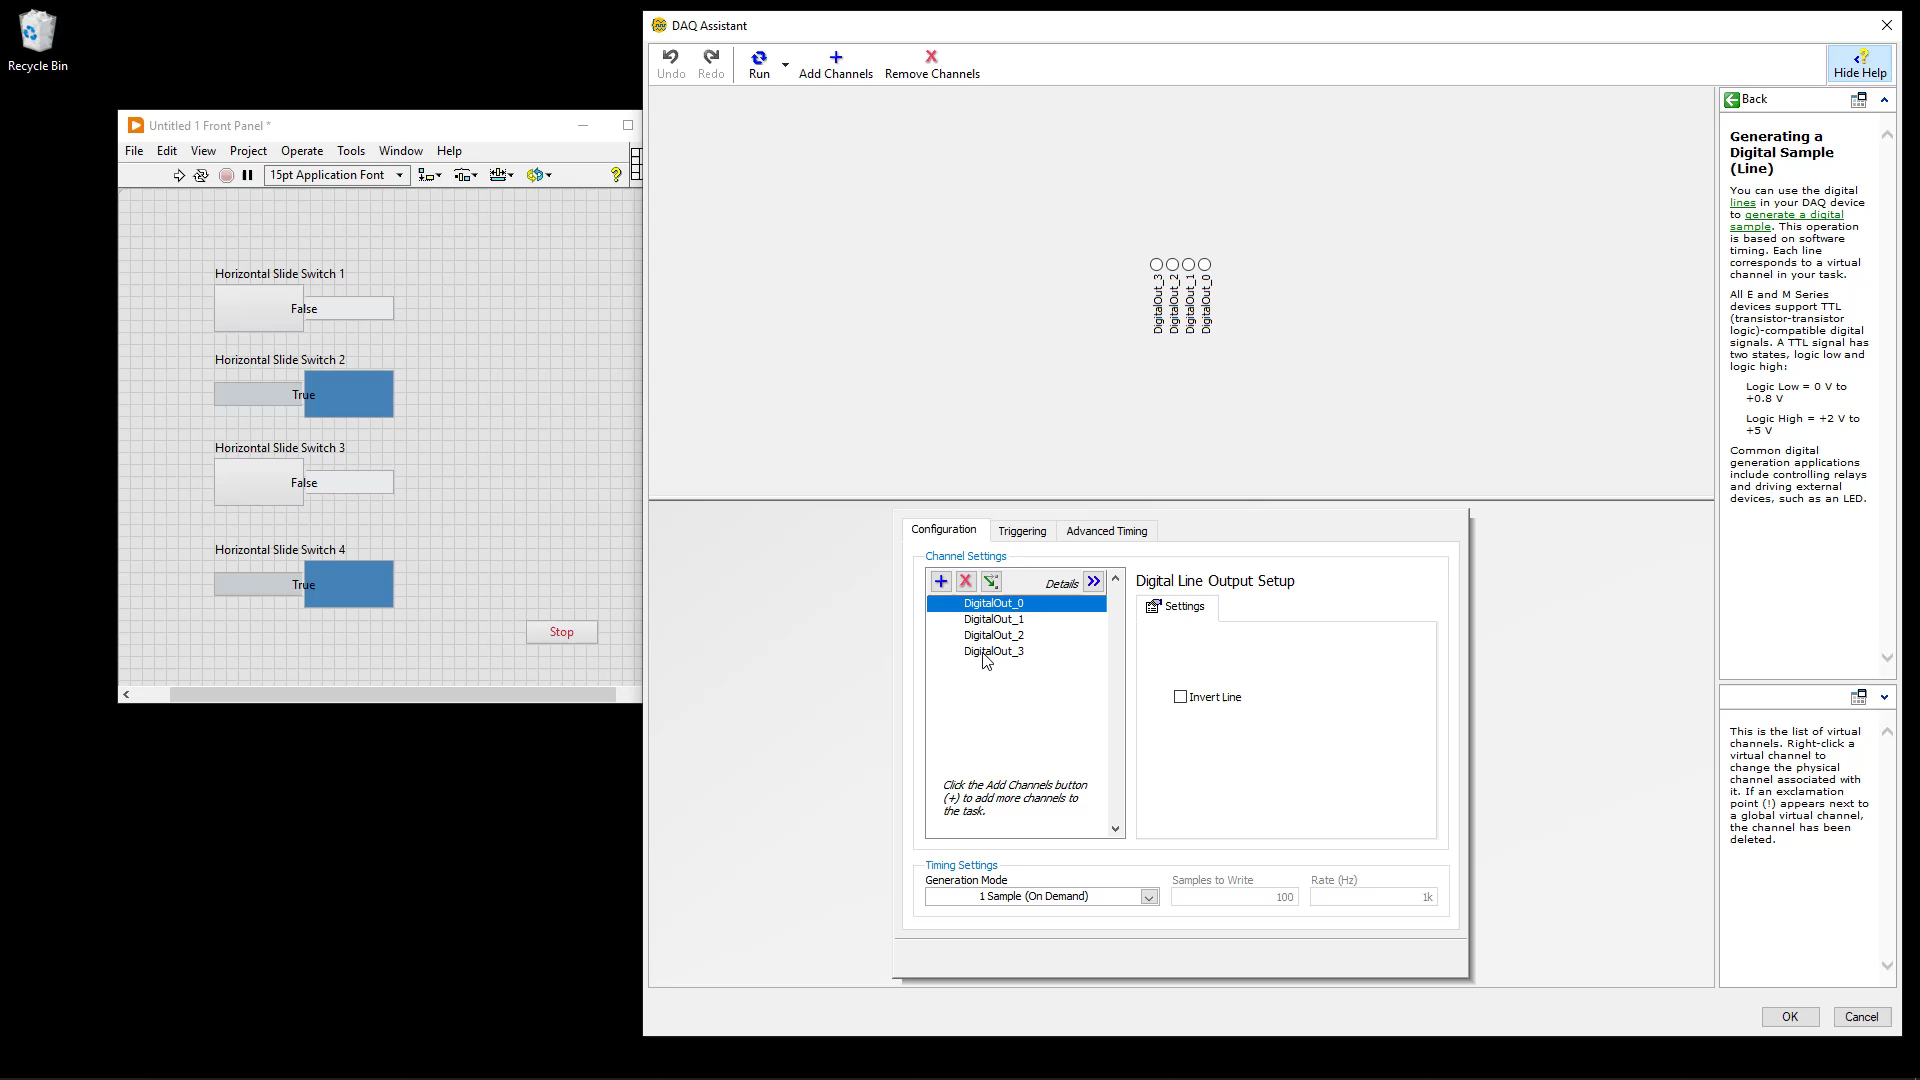 Recycle Bin
Untitled 1 Front Panel *
File Edit View Project Operate Tools Window Help
15pt Application Font
Horizontal Slide Switch 1
False
Horizontal Slide Switch 2
True
Horizontal Slide Switch 3
False
Horizontal Slide Switch 4
True
Stop
DAQ Assistant
Undo Redo Run Add Channels Remove Channels
Hide Help
DigitalOut_3
DigitalOut_2
DigitalOut_1
DigitalOut_0
Configuration Triggering Advanced Timing
Channel Settings
Details
DigitalOut_0
DigitalOut_1
DigitalOut_2
DigitalOut_3
Click the Add Channels button
(+) to add more channels to
the task.
Digital Line Output Setup
Settings
Invert Line
Timing Settings
Generation Mode Samples to Write Rate (Hz)
1 Sample (On Demand) 100 1k
Back
Generating a
Digital Sample
(Line)
You can use the digital
lines in your DAQ device
to generate a digital
sample. This operation
is based on software
timing. Each line
corresponds to a virtual
channel in your task.
All E and M Series
devices support TTL
(transistor-transistor
logic)-compatible digital
signals. A TTL signal has
two states, logic low and
logic high:
Logic Low = 0 V to
+0.8 V
Logic High = +2 V to
+5 V
Common digital
generation applications
include controlling relays
and driving external
devices, such as an LED.
This is the list of virtual
channels. Right-click a
virtual channel to
change the physical
channel associated with
it. If an exclamation
point (!) appears next to
a global virtual channel,
the channel has been
deleted.
OK Cancel